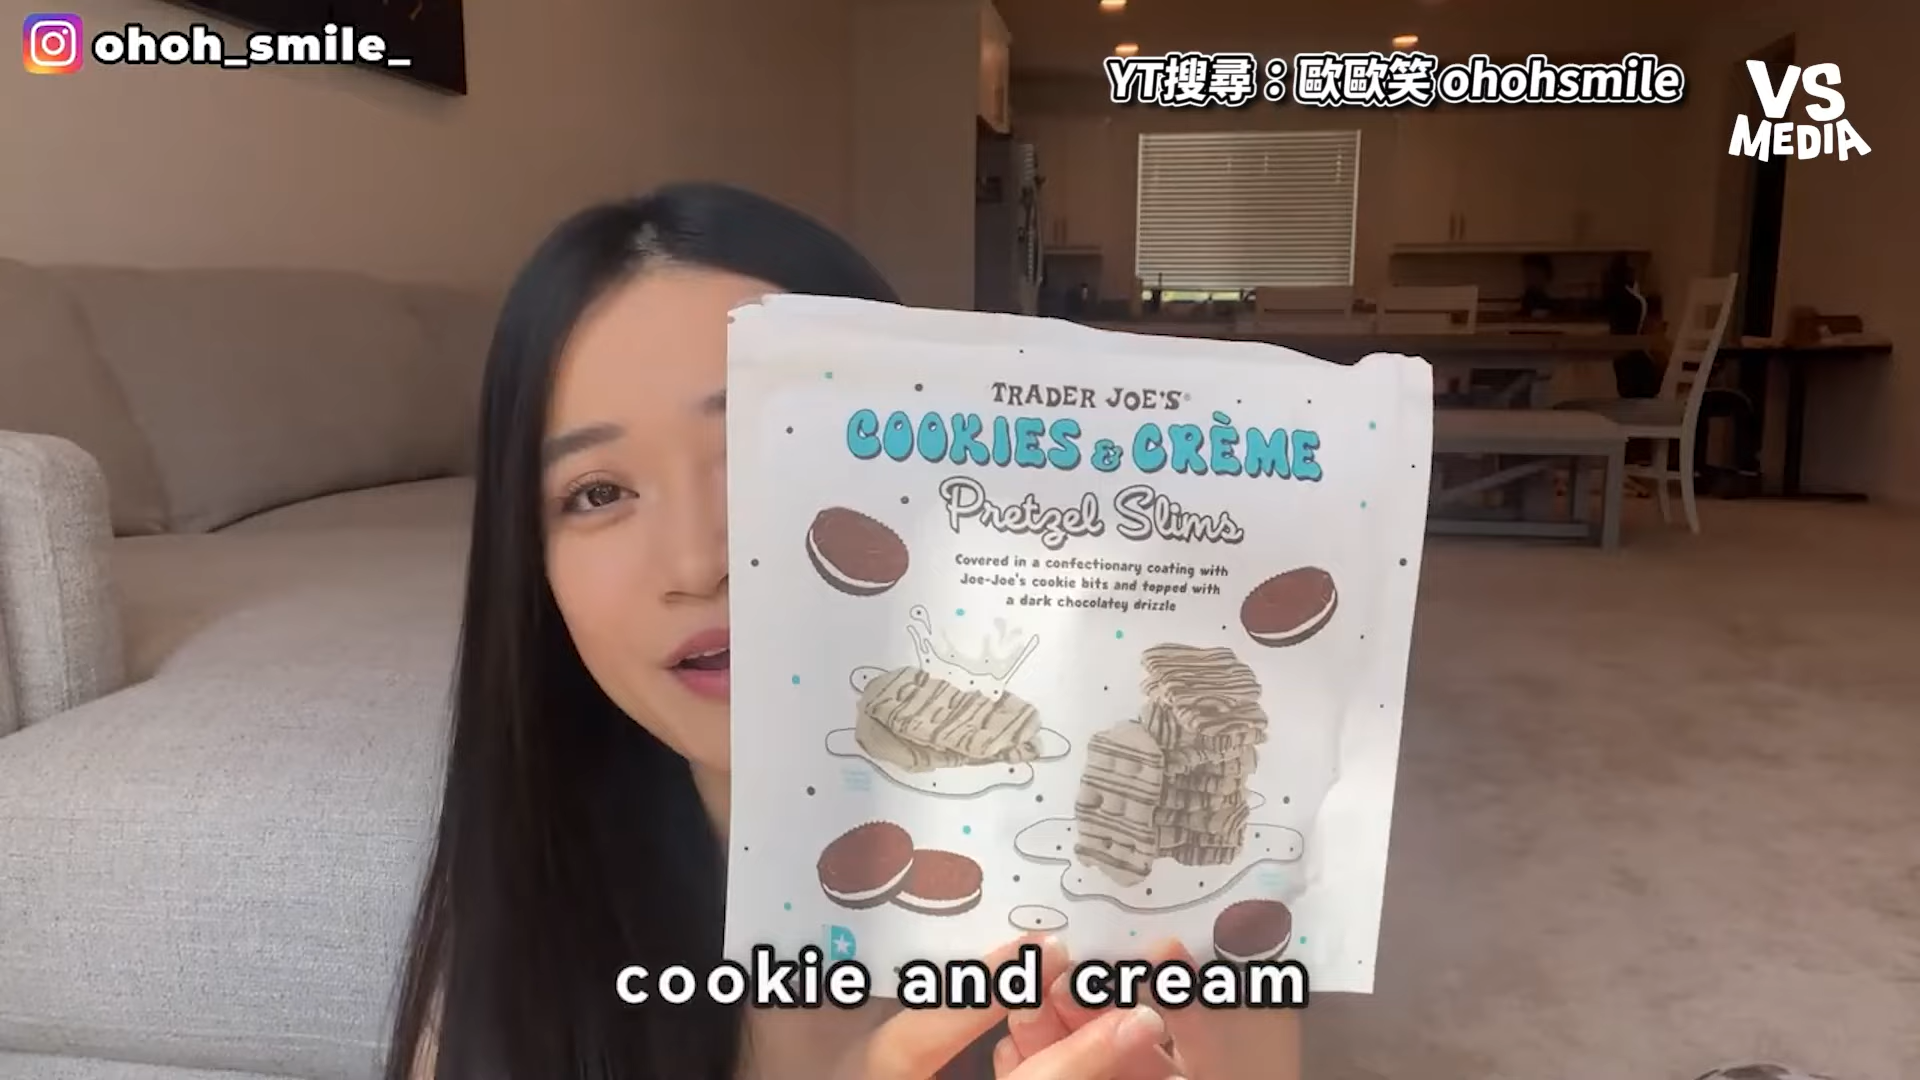 ohoh_smile_
YT搜尋：歐歐笑 ohohsmile
VS
MEDIA
TRADER JOE'S
COOKIES & CRÈME
Pretzel Slims
Covered in a confectionary coating with
Joe-Joe's cookie bits and topped with
a dark chocolatey drizzle
cookie and cream